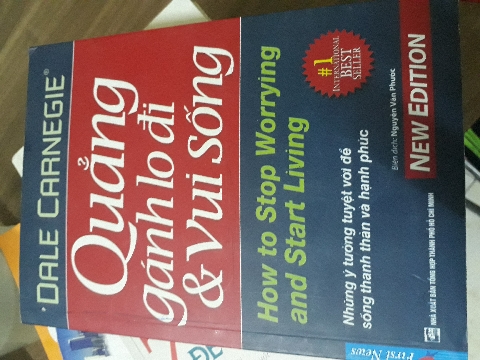 DALE CARNEGIE®
Quẳng
gánh lo đi
& vui sống
How to Stop Worrying
and Start Living
#1
INTERNATIONAL
BEST
SELLER
Những ý tưởng tuyệt vời để
sống thanh thản và hạnh phúc
Biên dịch: Nguyễn Văn Phước
NEW EDITION
First News
NHÀ XUẤT BẢN TỔNG HỢP THÀNH PHỐ HỒ CHÍ MINH